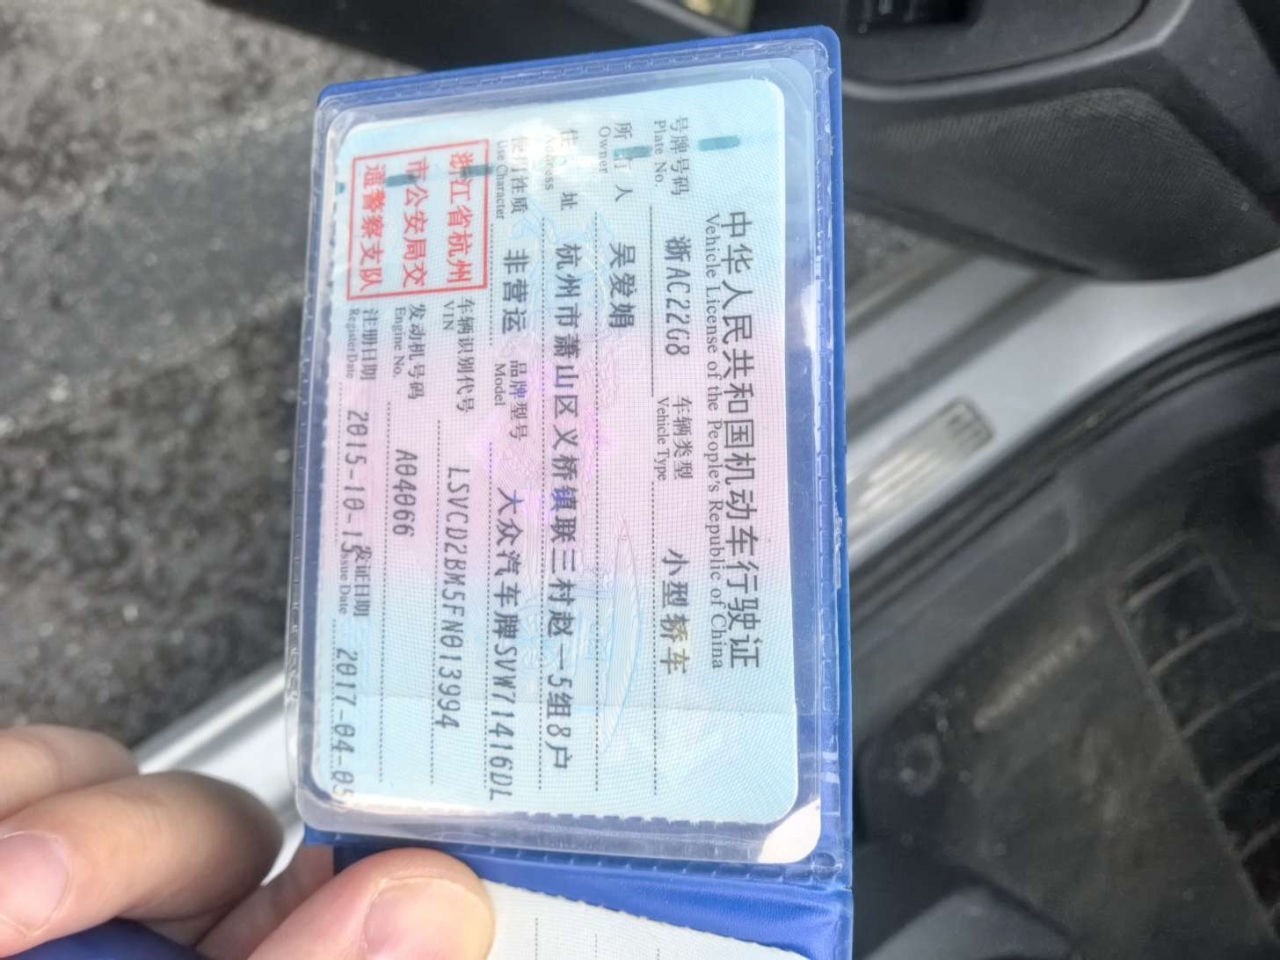 中华人民共和国机动车行驶证
Vehicle License of the People's Republic of China
号牌号码 浙AC22G8 车辆类型 小型轿车
Plate No. Vehicle Type
所有人 吴爱娟
Owner
住址 杭州市萧山区义桥镇联三村赵一5组8户
Address
使用性质 非营运 品牌型号 大众汽车牌SVW71416DL
Use Character Model
浙江省杭州
市公安局交
通警察支队
车辆识别代号 LSVCD2BM5FN013994
VIN
发动机号码 A04066
Engine No.
注册日期 2015-10-15 发证日期 2017-04-05
Register Date Issue Date